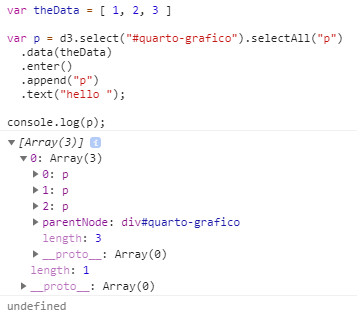 var theData = [ 1, 2, 3 ]
var p = d3.select("#quarto-grafico").selectAll("p")
.data(theData)
.enter()
.append("p")
.text("hello ");
console.log(p);
▼ [Array(3)] i
▼ 0: Array(3)
▶ 0: p
▶ 1: p
▶ 2: p
▶ parentNode: div#quarto-grafico
length: 3
▶ __proto__: Array(0)
length: 1
▶ __proto__: Array(0)
undefined